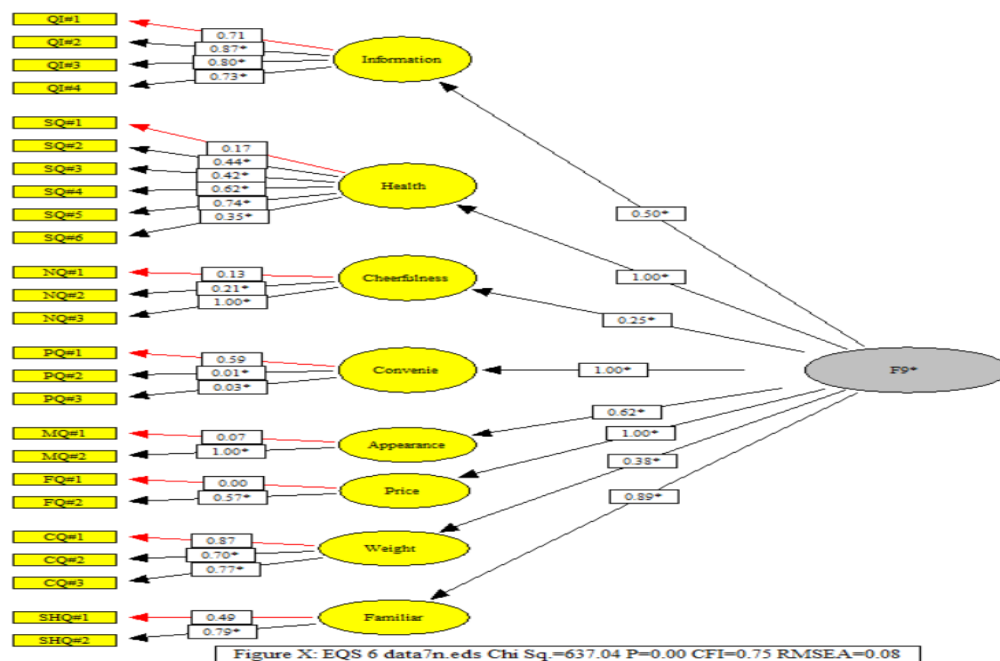 QI#1
QI#2
QI#3
QI#4
0.71
0.87*
0.80*
0.73*
Information
SQ#1
SQ#2
SQ#3
SQ#4
SQ#5
SQ#6
0.17
0.44*
0.42*
0.62*
0.74*
0.35*
Health
NQ#1
NQ#2
NQ#3
0.13
0.21*
1.00*
Cheerfulness
PQ#1
PQ#2
PQ#3
0.59
0.01*
0.03*
Convenie
MQ#1
MQ#2
0.07
1.00*
Appearance
FQ#1
FQ#2
0.00
0.57*
Price
CQ#1
CQ#2
CQ#3
0.87
0.70*
0.77*
Weight
SHQ#1
SHQ#2
0.49
0.79*
Familiar
0.50*
1.00*
0.25*
1.00*
0.62*
1.00*
0.38*
0.89*
F9*
Figure X: EQS 6 data7n.eds Chi Sq.=637.04 P=0.00 CFI=0.75 RMSEA=0.08